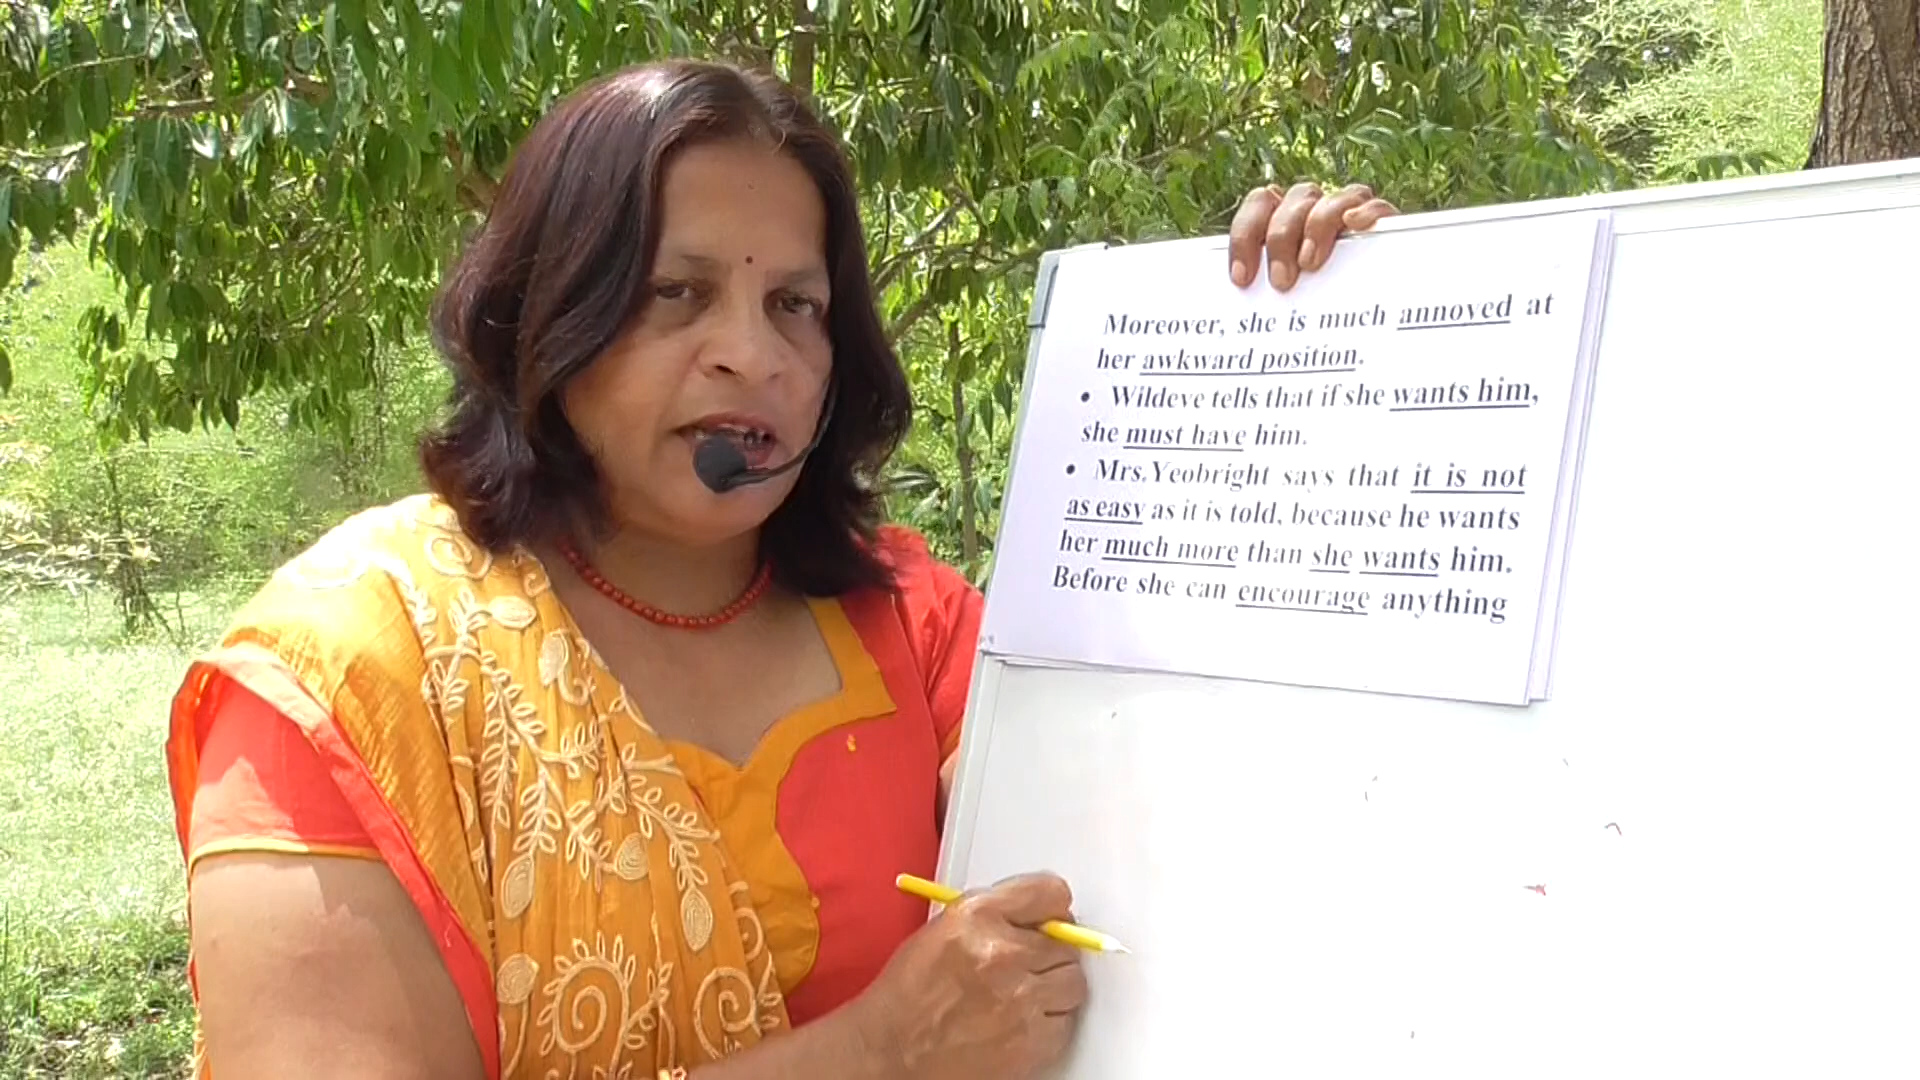 Moreover, she is much annoyed at
her awkward position.
• Wildeve tells that if she wants him,
she must have him.
• Mrs.Yeobright says that it is not
as easy as it is told, because he wants
her much more than she wants him.
Before she can encourage anything